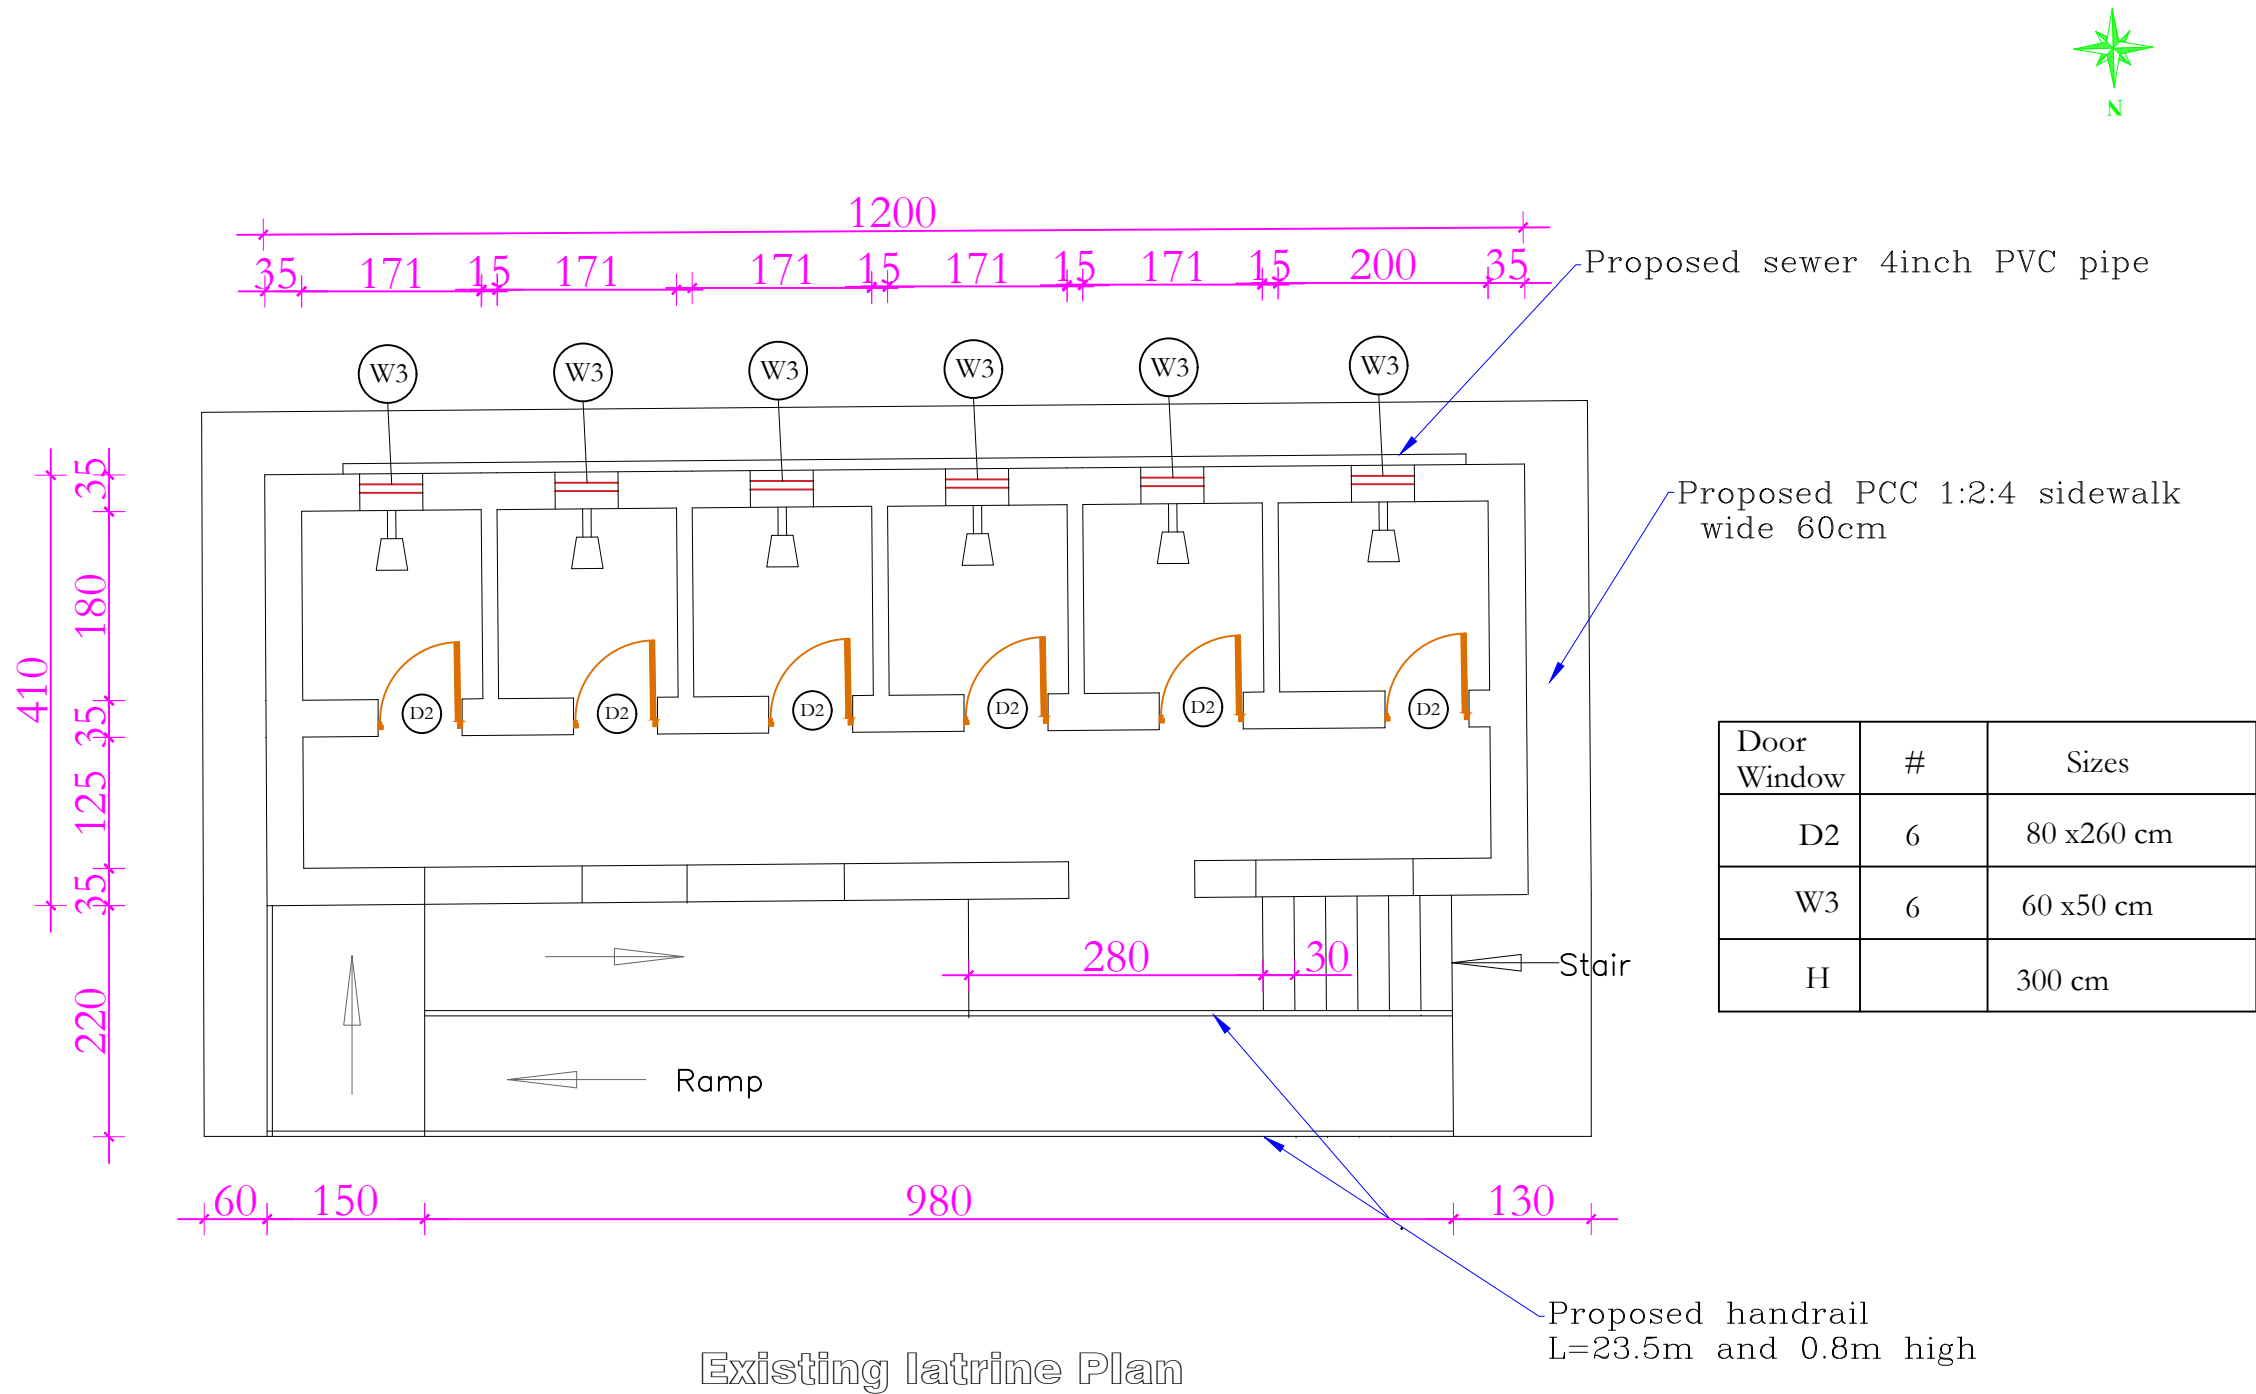 N
1200
35 171 15 171 171 15 171 15 171 15 200 35
Proposed sewer 4inch PVC pipe
W3 W3 W3 W3 W3 W3
Proposed PCC 1:2:4 sidewalk
wide 60cm
410
35
180
35
125
35
220
D2 D2 D2 D2 D2 D2
Door
Window # Sizes
D2 6 80 x260 cm
W3 6 60 x50 cm
H 300 cm
280 30
Stair
Ramp
60 150 980 130
Proposed handrail
L=23.5m and 0.8m high
Existing latrine Plan